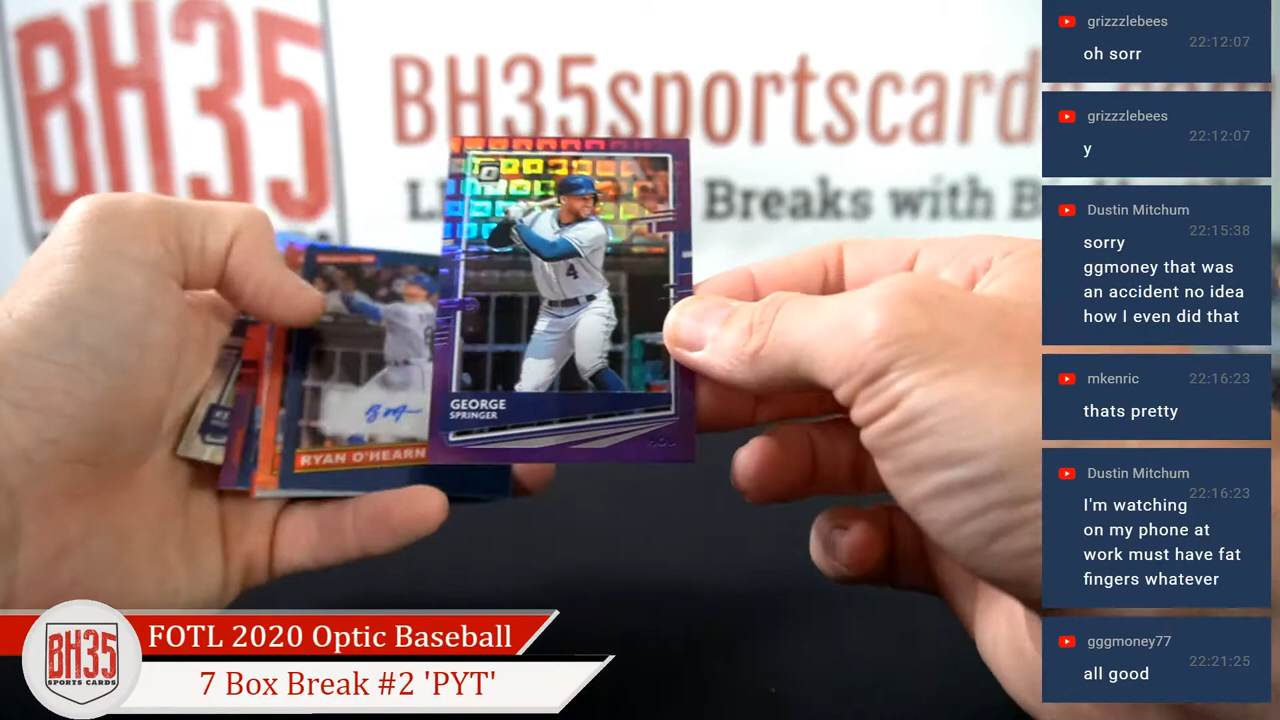 BH35
BH35sportscard
Breaks with B
4
GEORGE
SPRINGER
RYAN O'HEARN
FOTL 2020 Optic Baseball
7 Box Break #2 'PYT'
BH35
SPORTS CARDS
grizzzlebees
22:12:07
oh sorr
grizzzlebees
22:12:07
y
Dustin Mitchum
22:15:38
sorry
ggmoney that was
an accident no idea
how I even did that
mkenric
22:16:23
thats pretty
Dustin Mitchum
22:16:23
I'm watching
on my phone at
work must have fat
fingers whatever
gggmoney77
22:21:25
all good